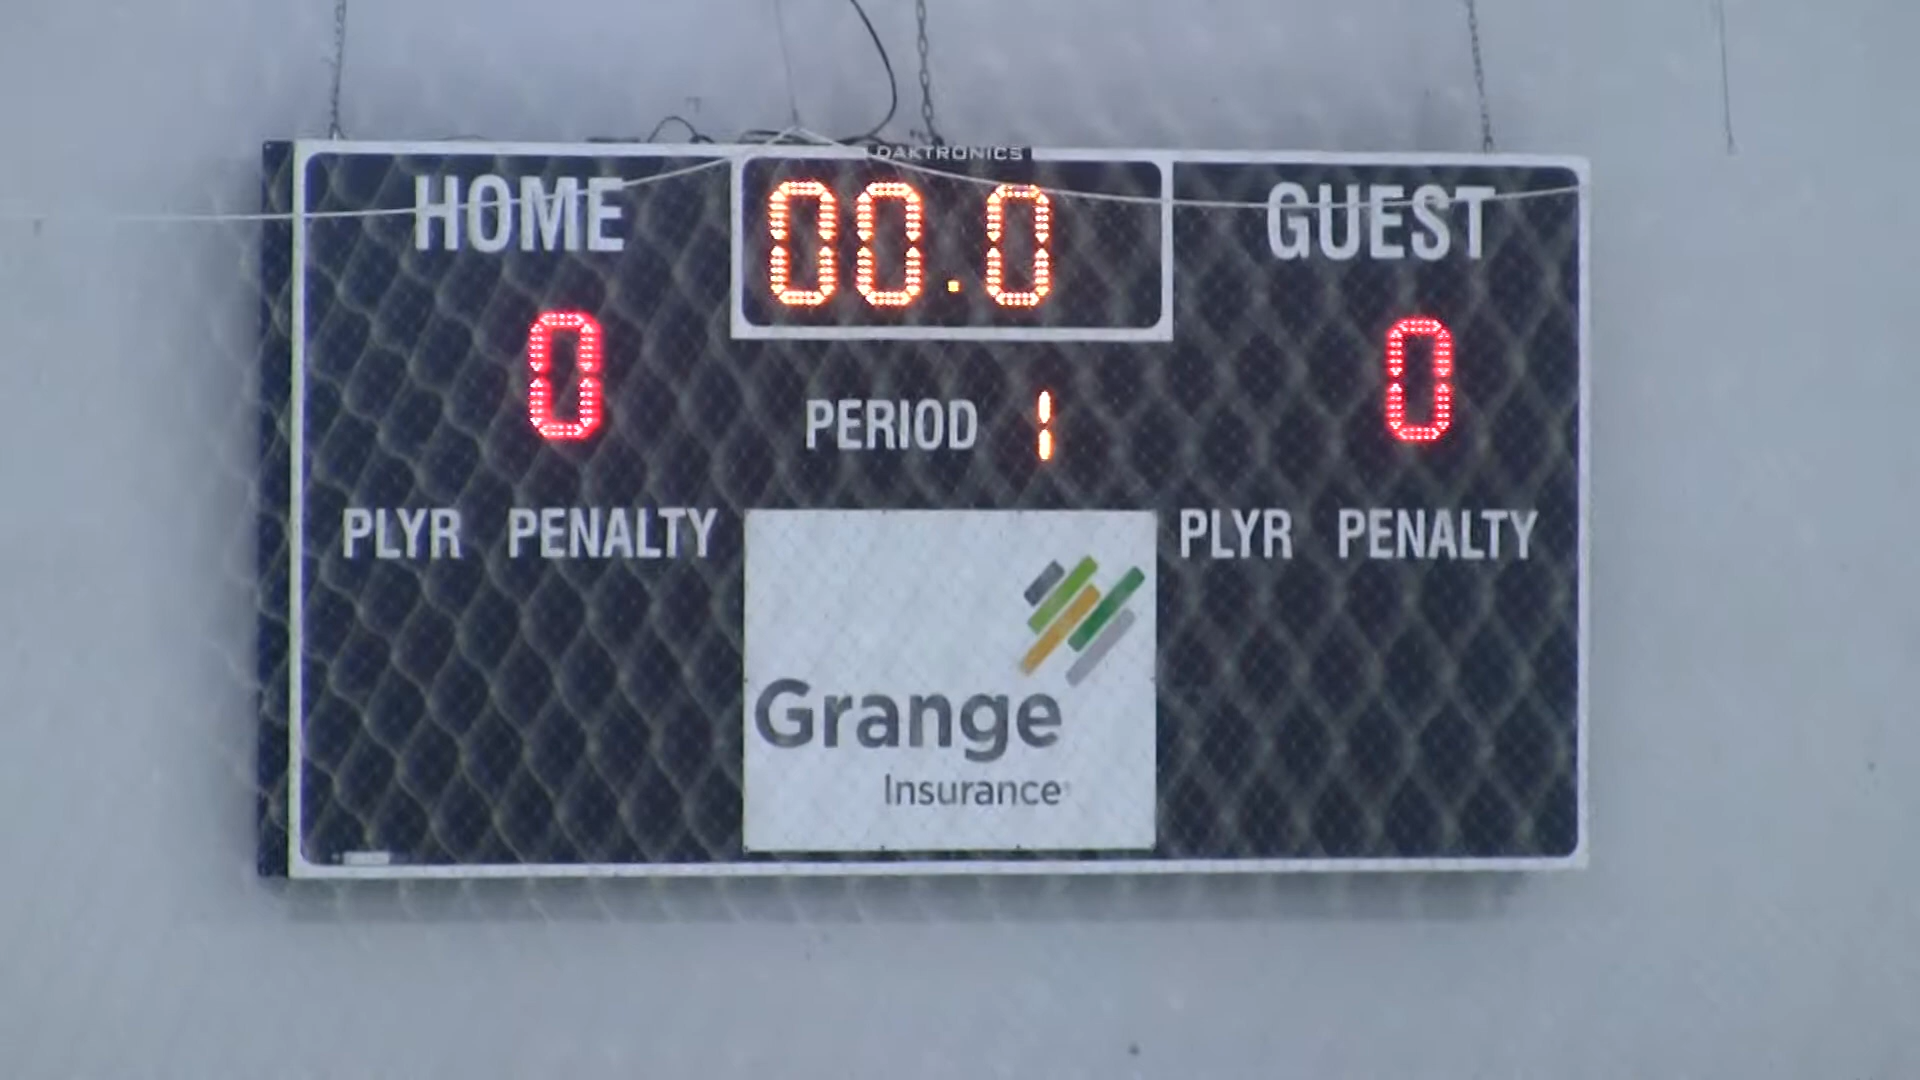 DAKTRONICS
HOME 00.0 GUEST
0 0
PERIOD 1
PLYR PENALTY PLYR PENALTY
Grange
Insurance